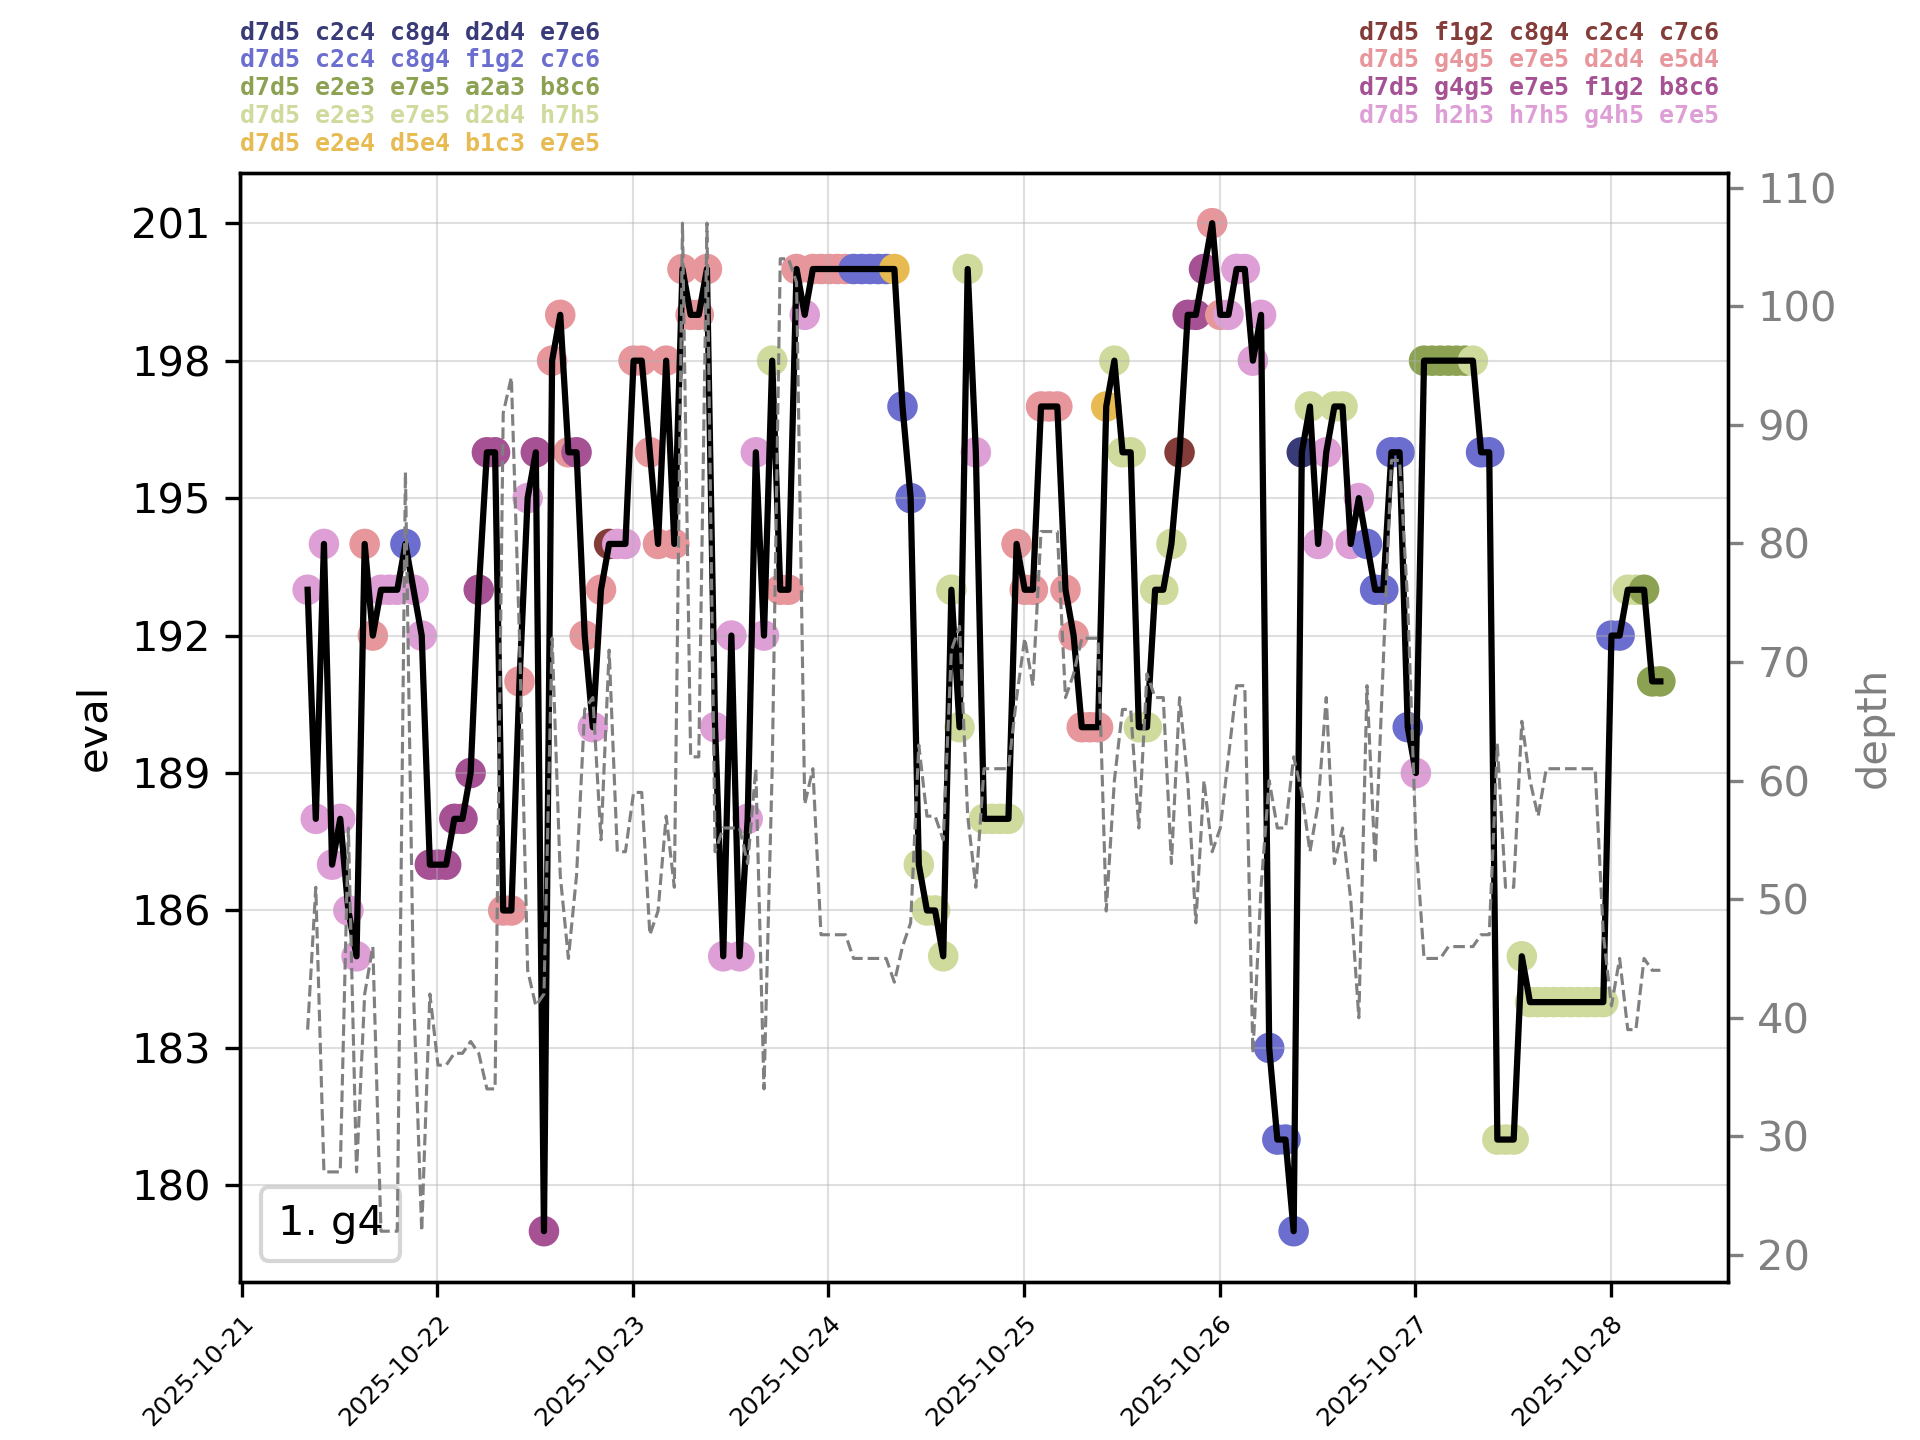 d7d5 c2c4 c8g4 d2d4 e7e6
d7d5 c2c4 c8g4 f1g2 c7c6
d7d5 e2e3 e7e5 a2a3 b8c6
d7d5 e2e3 e7e5 d2d4 h7h5
d7d5 e2e4 d5e4 b1c3 e7e5
d7d5 f1g2 c8g4 c2c4 c7c6
d7d5 g4g5 e7e5 d2d4 e5d4
d7d5 g4g5 e7e5 f1g2 b8c6
d7d5 h2h3 h7h5 g4h5 e7e5
201
198
195
192
189
186
183
180
eval
110
100
90
80
70
60
50
40
30
20
depth
1. g4
2025-10-21
2025-10-22
2025-10-23
2025-10-24
2025-10-25
2025-10-26
2025-10-27
2025-10-28